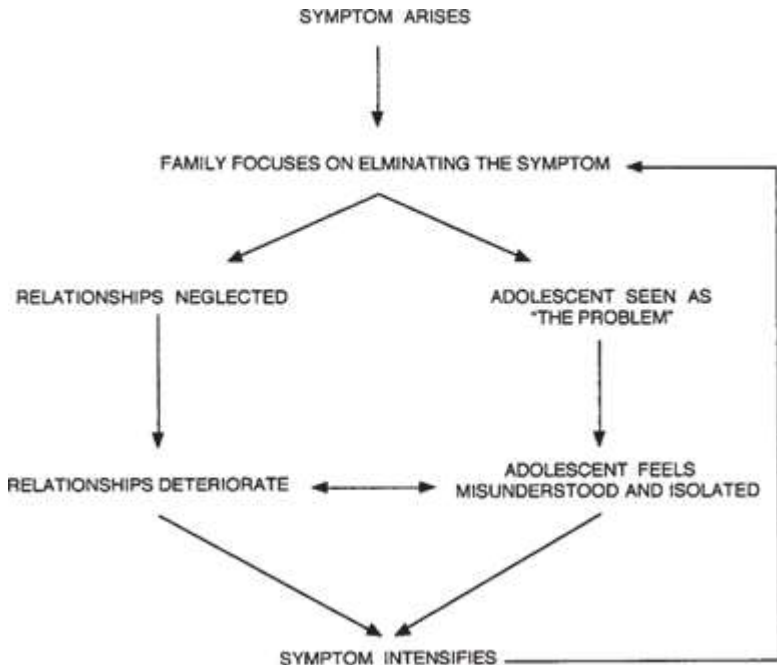 SYMPTOM ARISES
FAMILY FOCUSES ON ELMINATING THE SYMPTOM
RELATIONSHIPS NEGLECTED
ADOLESCENT SEEN AS
"THE PROBLEM"
RELATIONSHIPS DETERIORATE
ADOLESCENT FEELS
MISUNDERSTOOD AND ISOLATED
SYMPTOM INTENSIFIES